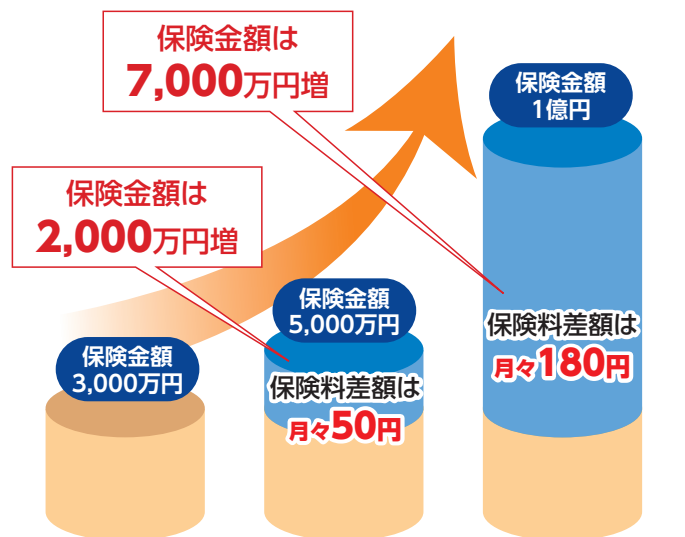 保険金額は
7,000万円増
保険金額は
2,000万円増
保険金額
1億円
保険金額
5,000万円
保険金額
3,000万円
保険料差額は
月々180円
保険料差額は
月々50円